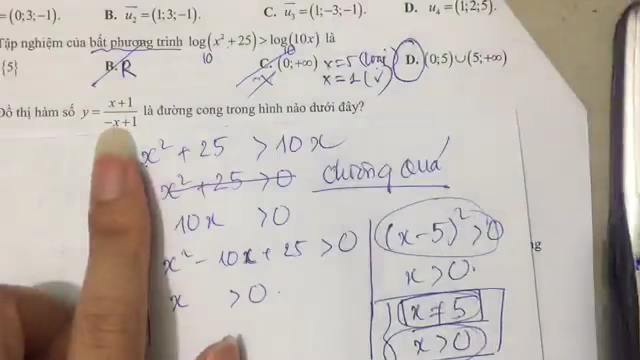 = (0;3;−1). B. u₂ = (1;3;−1). C. u₃ = (1;−3;−1). D. u₄ = (1;2;5).
Tập nghiệm của bất phương trình log(x² + 25) > log(10x) là
10 10
{5} B. R C. (0;+∞) x = 5 (loại D. (0;5) ∪ (5;+∞)
x = 1 (✓)
Đồ thị hàm số y = (x+1)/(−x+1) là đường cong trong hình nào dưới đây?
x² + 25 > 10x
x² + 25 > 0 chương quá
10x > 0
x² − 10x + 25 > 0
x > 0.
(x−5)² > 0
x > 0.
x ≠ 5
x > 0